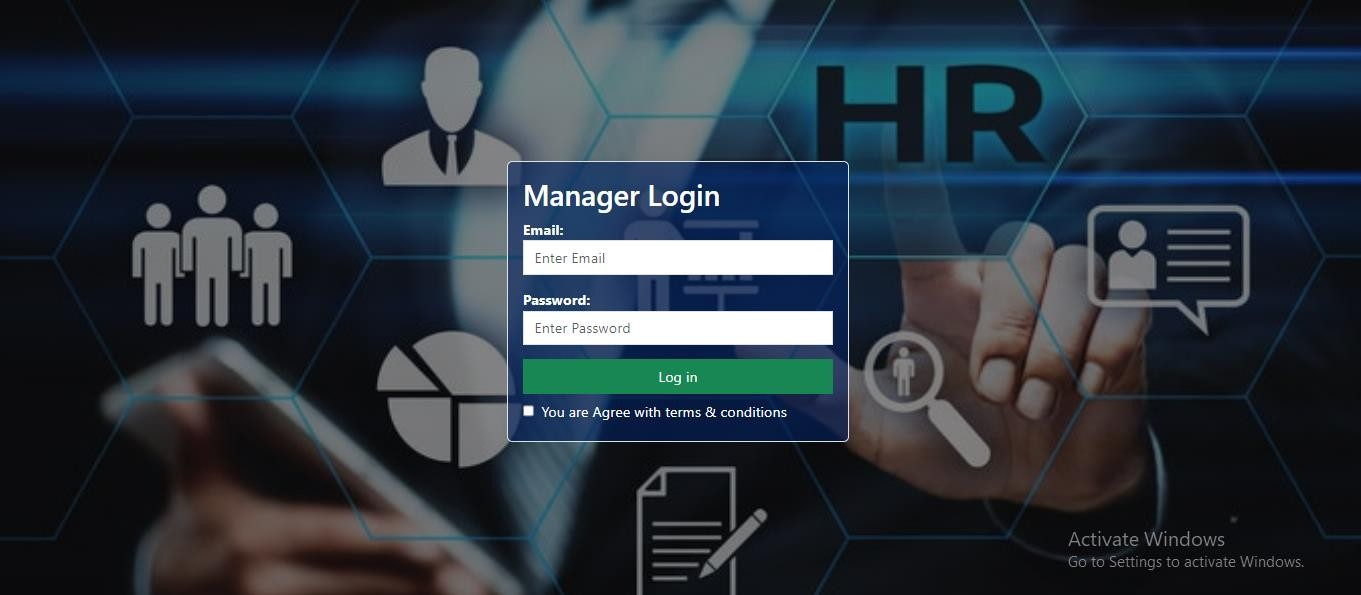 HR
Manager Login
Email:
Enter Email
Password:
Enter Password
Log in
You are Agree with terms & conditions
Activate Windows
Go to Settings to activate Windows.